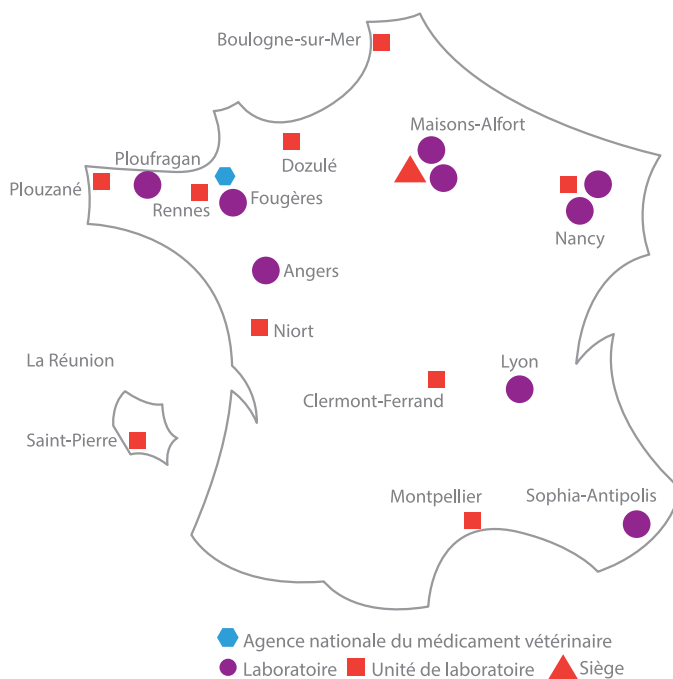 Boulogne-sur-Mer
Maisons-Alfort
Ploufragan
Dozulé
Plouzané
Rennes
Fougères
Nancy
Angers
Niort
La Réunion
Lyon
Clermont-Ferrand
Saint-Pierre
Montpellier
Sophia-Antipolis
Agence nationale du médicament vétérinaire
Laboratoire Unité de laboratoire Siège